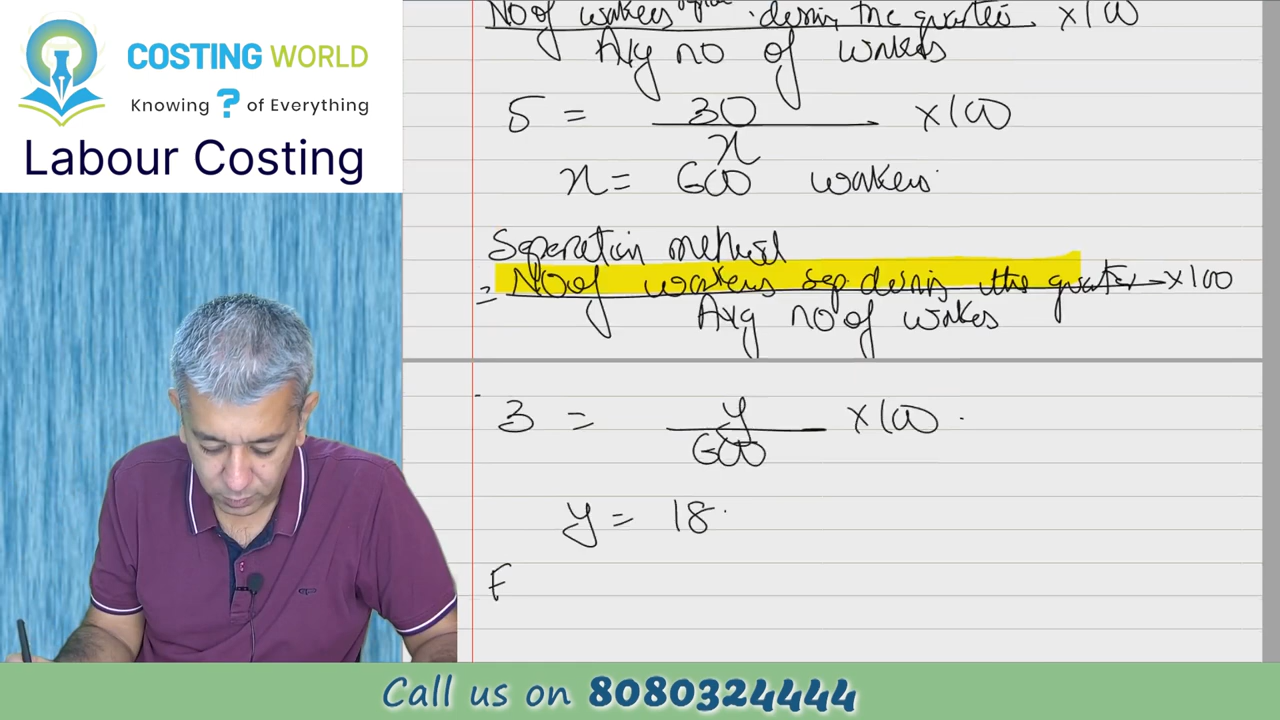 COSTING WORLD
Knowing ? of Everything
Labour Costing
No of workers during the quarter x100
Avg no of workers
5 = 30 x100
x
x = 600 workers
Separation method
= No of workers sep during the quarter x100
Avg no of workers
3 = y x100
600
y = 18
F
Call us on 8080324444